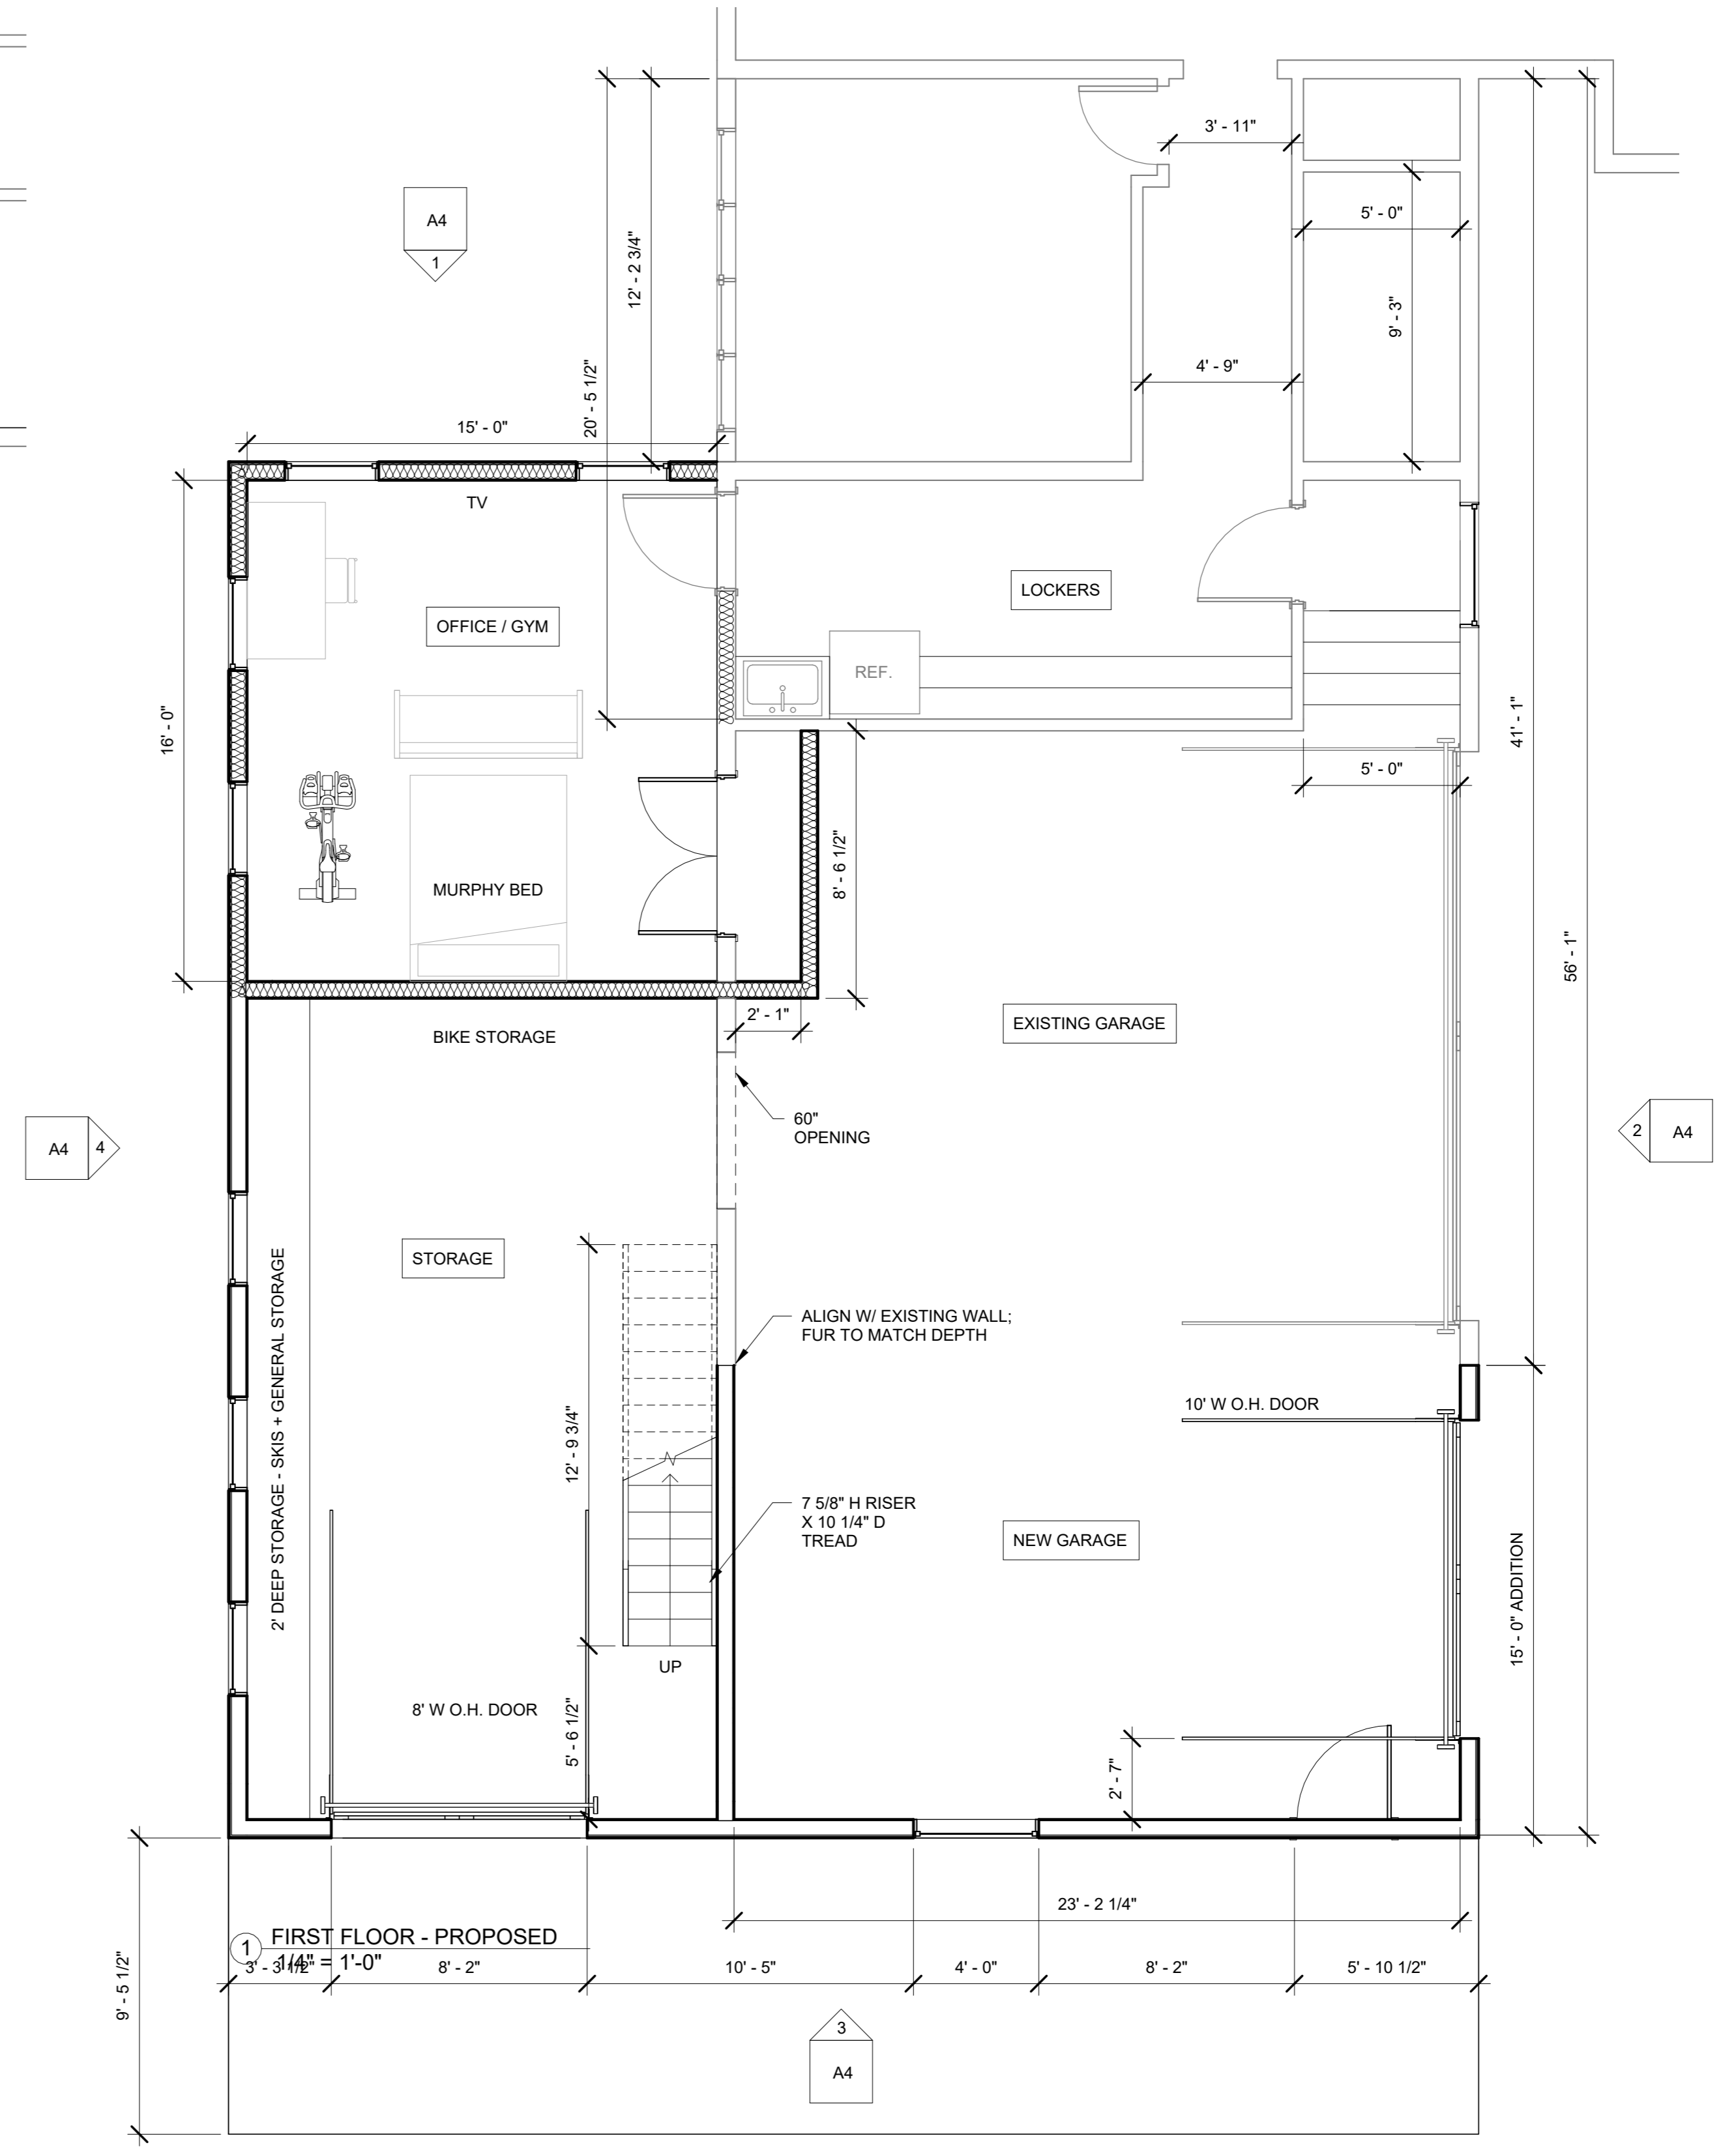 3' - 11"
A4
1
5' - 0"
12' - 2 3/4"
9' - 3"
4' - 9"
20' - 5 1/2"
15' - 0"
TV
LOCKERS
OFFICE / GYM
REF.
16' - 0"
41' - 1"
5' - 0"
8' - 6 1/2"
MURPHY BED
56' - 1"
2' - 1"
EXISTING GARAGE
BIKE STORAGE
60"
OPENING
A4
4
2
A4
STORAGE
2' DEEP STORAGE - SKIS + GENERAL STORAGE
ALIGN W/ EXISTING WALL;
FUR TO MATCH DEPTH
10' W O.H. DOOR
12' - 9 3/4"
7 5/8" H RISER
X 10 1/4" D
TREAD
NEW GARAGE
15' - 0" ADDITION
UP
8' W O.H. DOOR
5' - 6 1/2"
2' - 7"
23' - 2 1/4"
1
FIRST FLOOR - PROPOSED
1/4" = 1'-0"
3' - 3 1/2"
8' - 2"
10' - 5"
4' - 0"
8' - 2"
5' - 10 1/2"
9' - 5 1/2"
3
A4